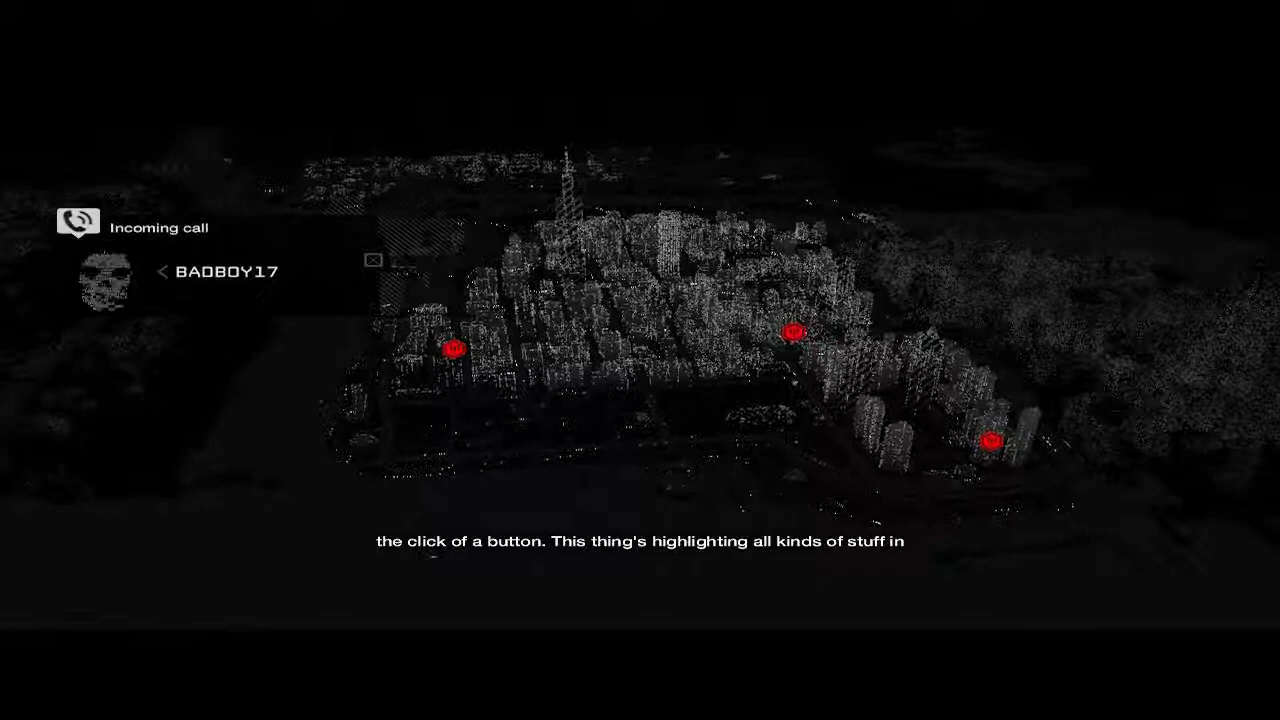 Incoming call
< BADBOY17
the click of a button. This thing's highlighting all kinds of stuff in